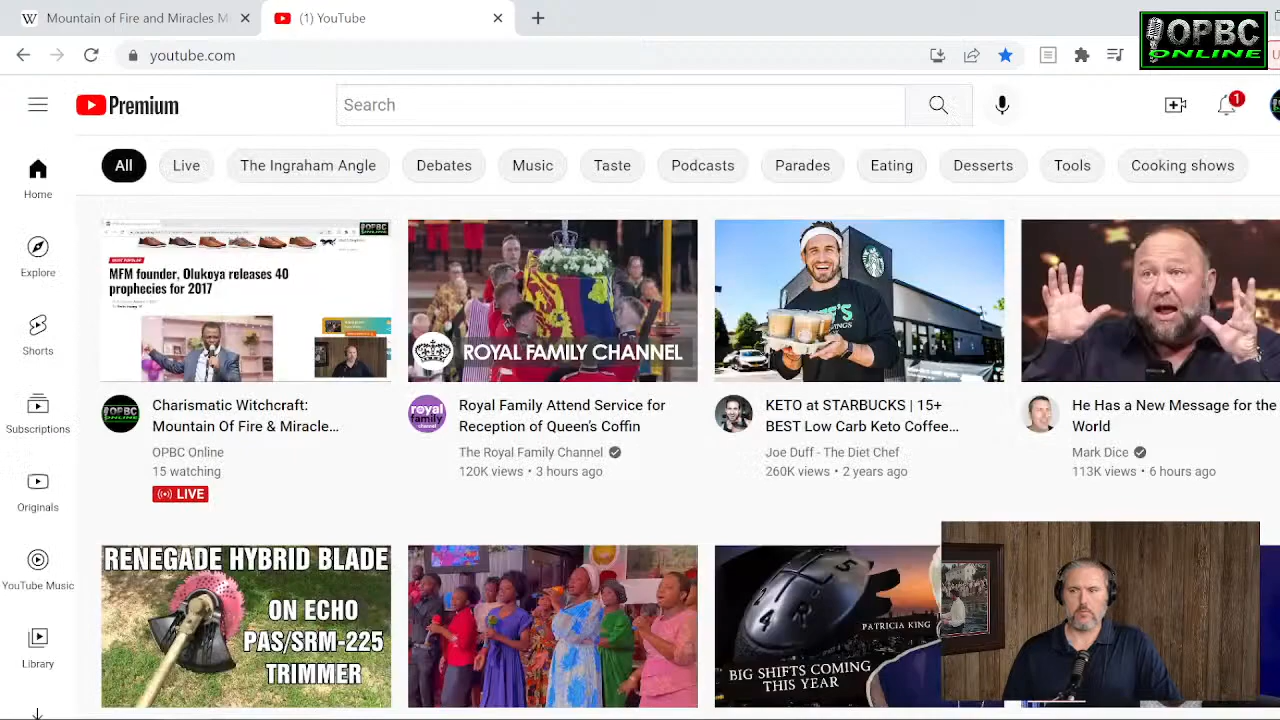 Mountain of Fire and Miracles M
(1) YouTube
OPBC
ONLINE
youtube.com
Premium
Search
1
All
Live
The Ingraham Angle
Debates
Music
Taste
Podcasts
Parades
Eating
Desserts
Tools
Cooking shows
Home
Explore
Shorts
Subscriptions
Originals
YouTube Music
Library
OPBC
MFM founder, Olukoya releases 40
prophecies for 2017
ROYAL FAMILY CHANNEL
OPBC
Charismatic Witchcraft:
Mountain Of Fire & Miracle...
OPBC Online
15 watching
LIVE
royal
family
channel
Royal Family Attend Service for
Reception of Queen's Coffin
The Royal Family Channel
120K views • 3 hours ago
KETO at STARBUCKS | 15+
BEST Low Carb Keto Coffee...
Joe Duff - The Diet Chef
260K views • 2 years ago
He Has a New Message for the
World
Mark Dice
113K views • 6 hours ago
RENEGADE HYBRID BLADE
ON ECHO
PAS/SRM-225
TRIMMER
PATRICIA KING
BIG SHIFTS COMING
THIS YEAR